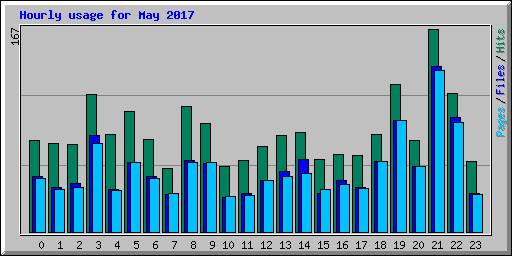 Hourly usage for May 2017
167
Pages / Files / Hits
0 1 2 3 4 5 6 7 8 9 10 11 12 13 14 15 16 17 18 19 20 21 22 23